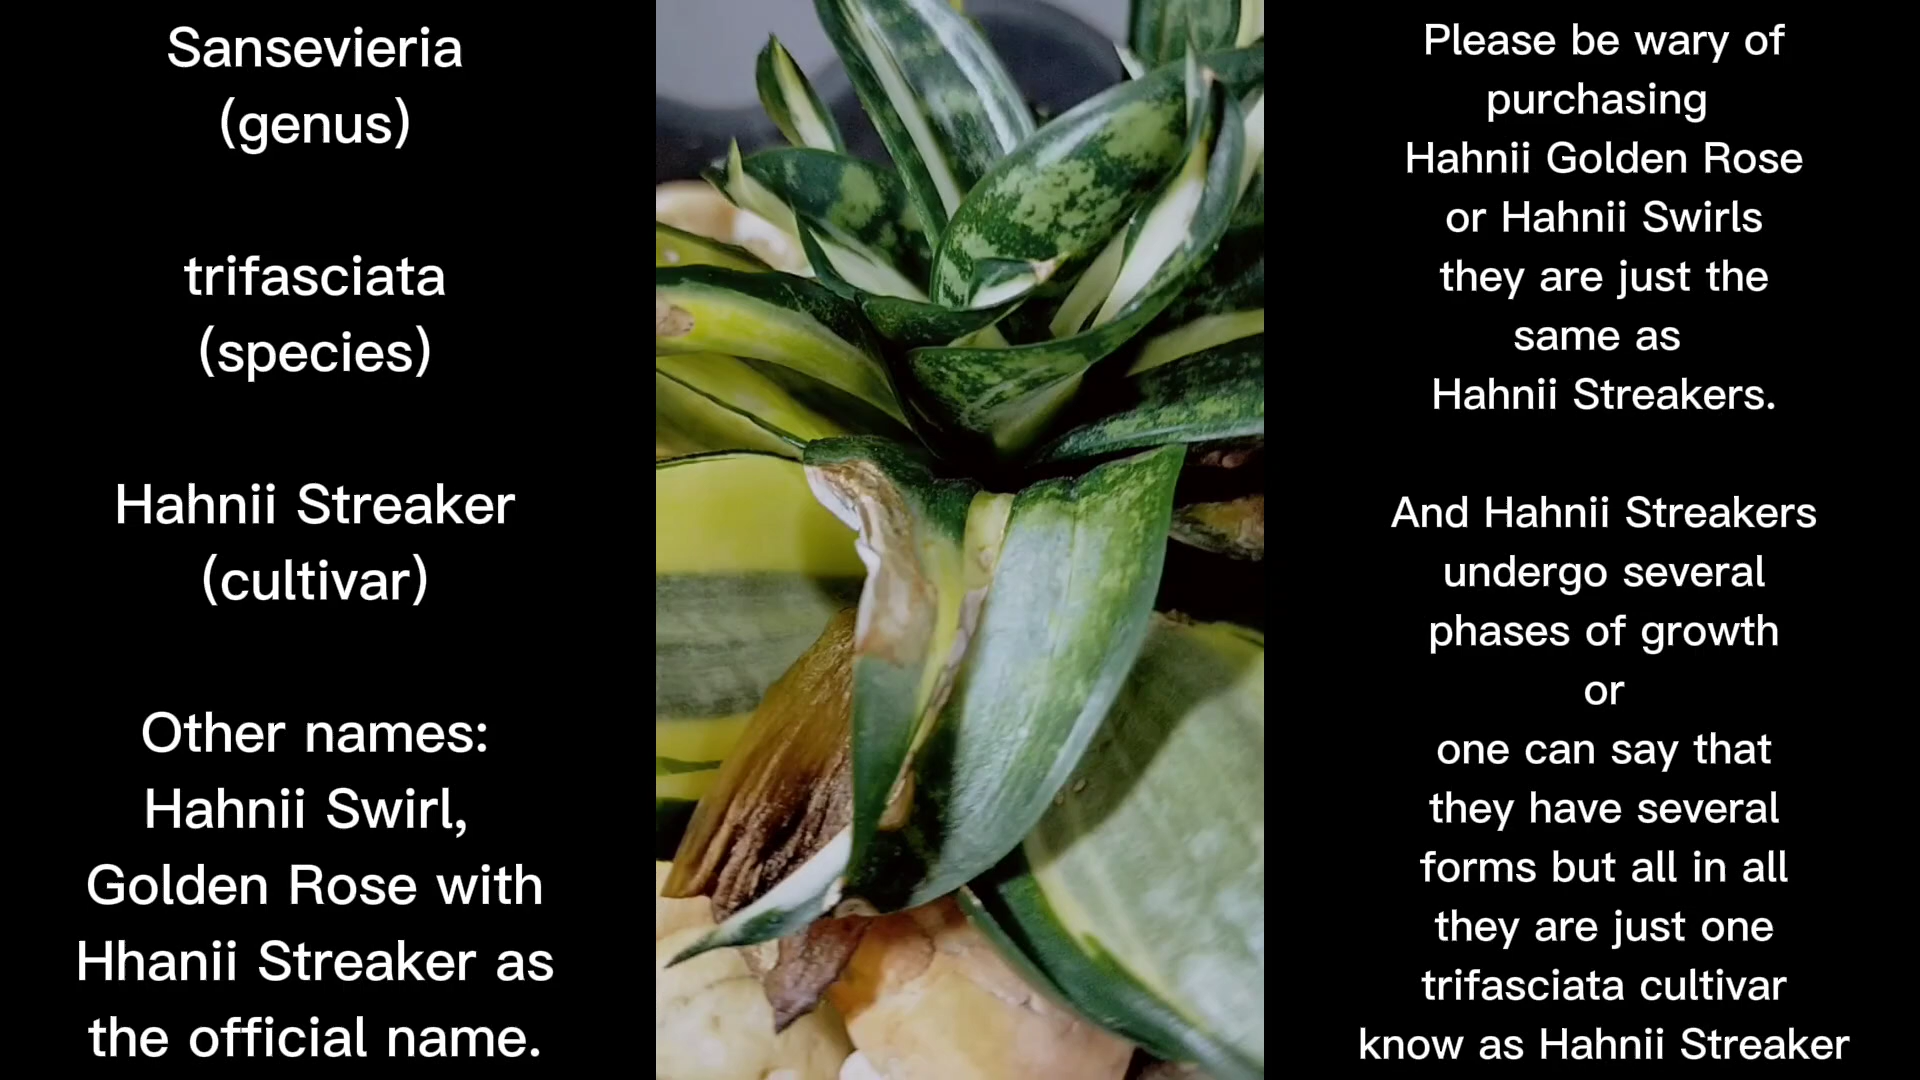 Sansevieria
(genus)
trifasciata
(species)
Hahnii Streaker
(cultivar)
Other names:
Hahnii Swirl,
Golden Rose with
Hhanii Streaker as
the official name.
Please be wary of
purchasing
Hahnii Golden Rose
or Hahnii Swirls
they are just the
same as
Hahnii Streakers.
And Hahnii Streakers
undergo several
phases of growth
or
one can say that
they have several
forms but all in all
they are just one
trifasciata cultivar
know as Hahnii Streaker